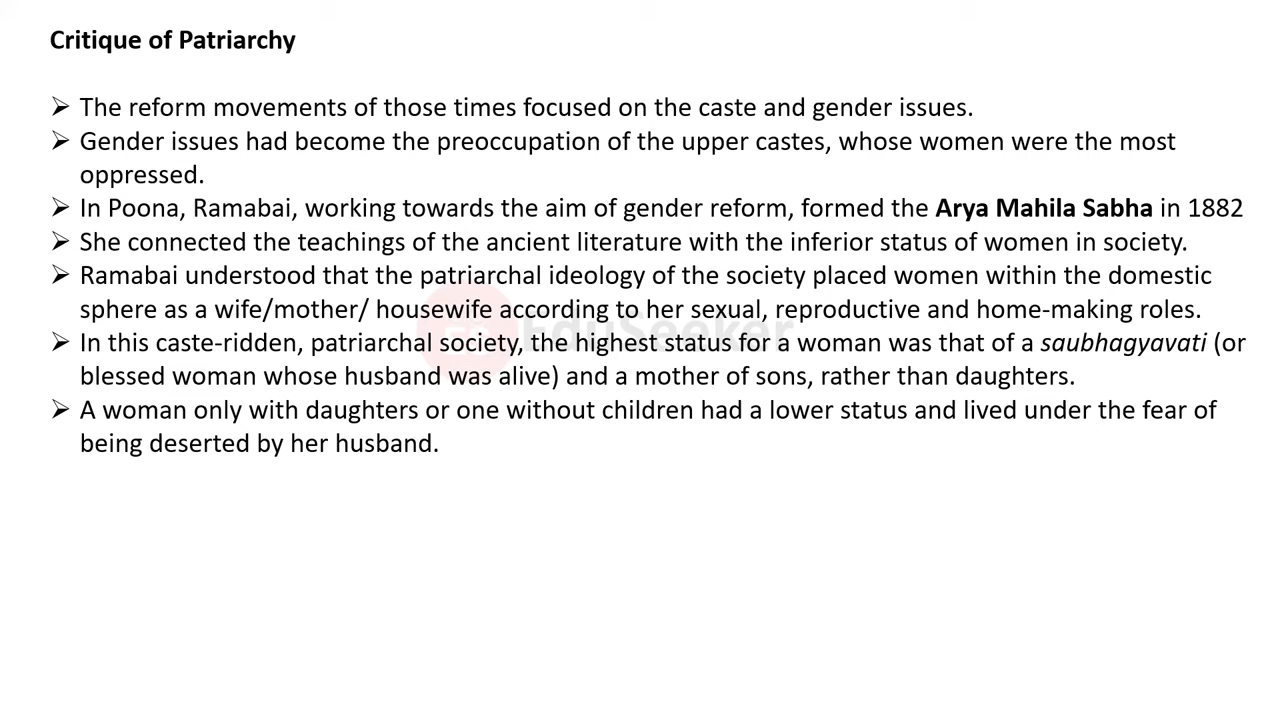 Critique of Patriarchy
➢ The reform movements of those times focused on the caste and gender issues.
➢ Gender issues had become the preoccupation of the upper castes, whose women were the most
oppressed.
➢ In Poona, Ramabai, working towards the aim of gender reform, formed the Arya Mahila Sabha in 1882
➢ She connected the teachings of the ancient literature with the inferior status of women in society.
➢ Ramabai understood that the patriarchal ideology of the society placed women within the domestic
sphere as a wife/mother/ housewife according to her sexual, reproductive and home-making roles.
EduSeeker
➢ In this caste-ridden, patriarchal society, the highest status for a woman was that of a saubhagyavati (or
blessed woman whose husband was alive) and a mother of sons, rather than daughters.
➢ A woman only with daughters or one without children had a lower status and lived under the fear of
being deserted by her husband.